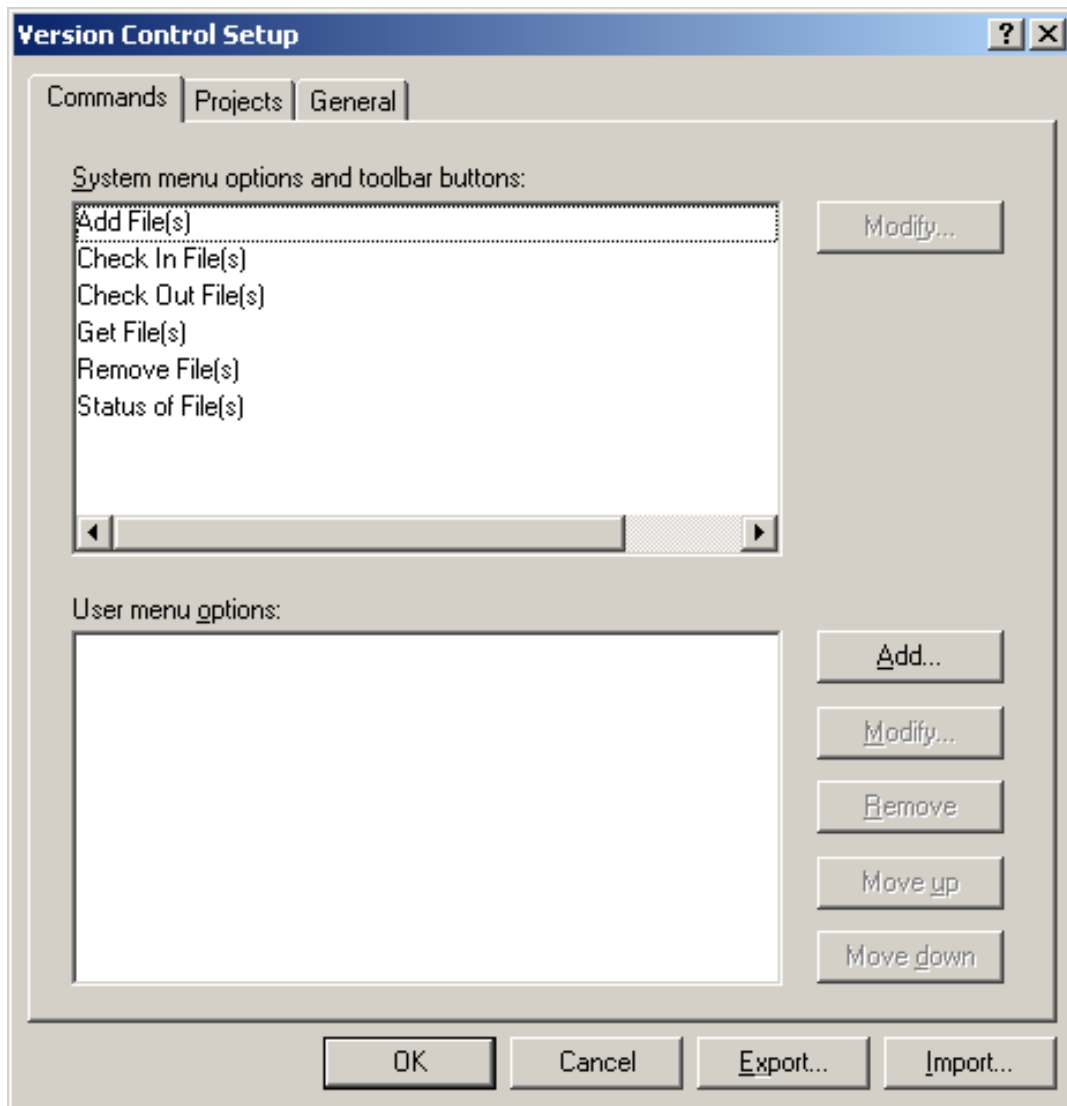 Version Control Setup
Commands Projects General
System menu options and toolbar buttons:
Add File(s)
Modify...
Check In File(s)
Check Out File(s)
Get File(s)
Remove File(s)
Status of File(s)
User menu options:
Add...
Modify...
Remove
Move up
Move down
OK Cancel Export... Import...